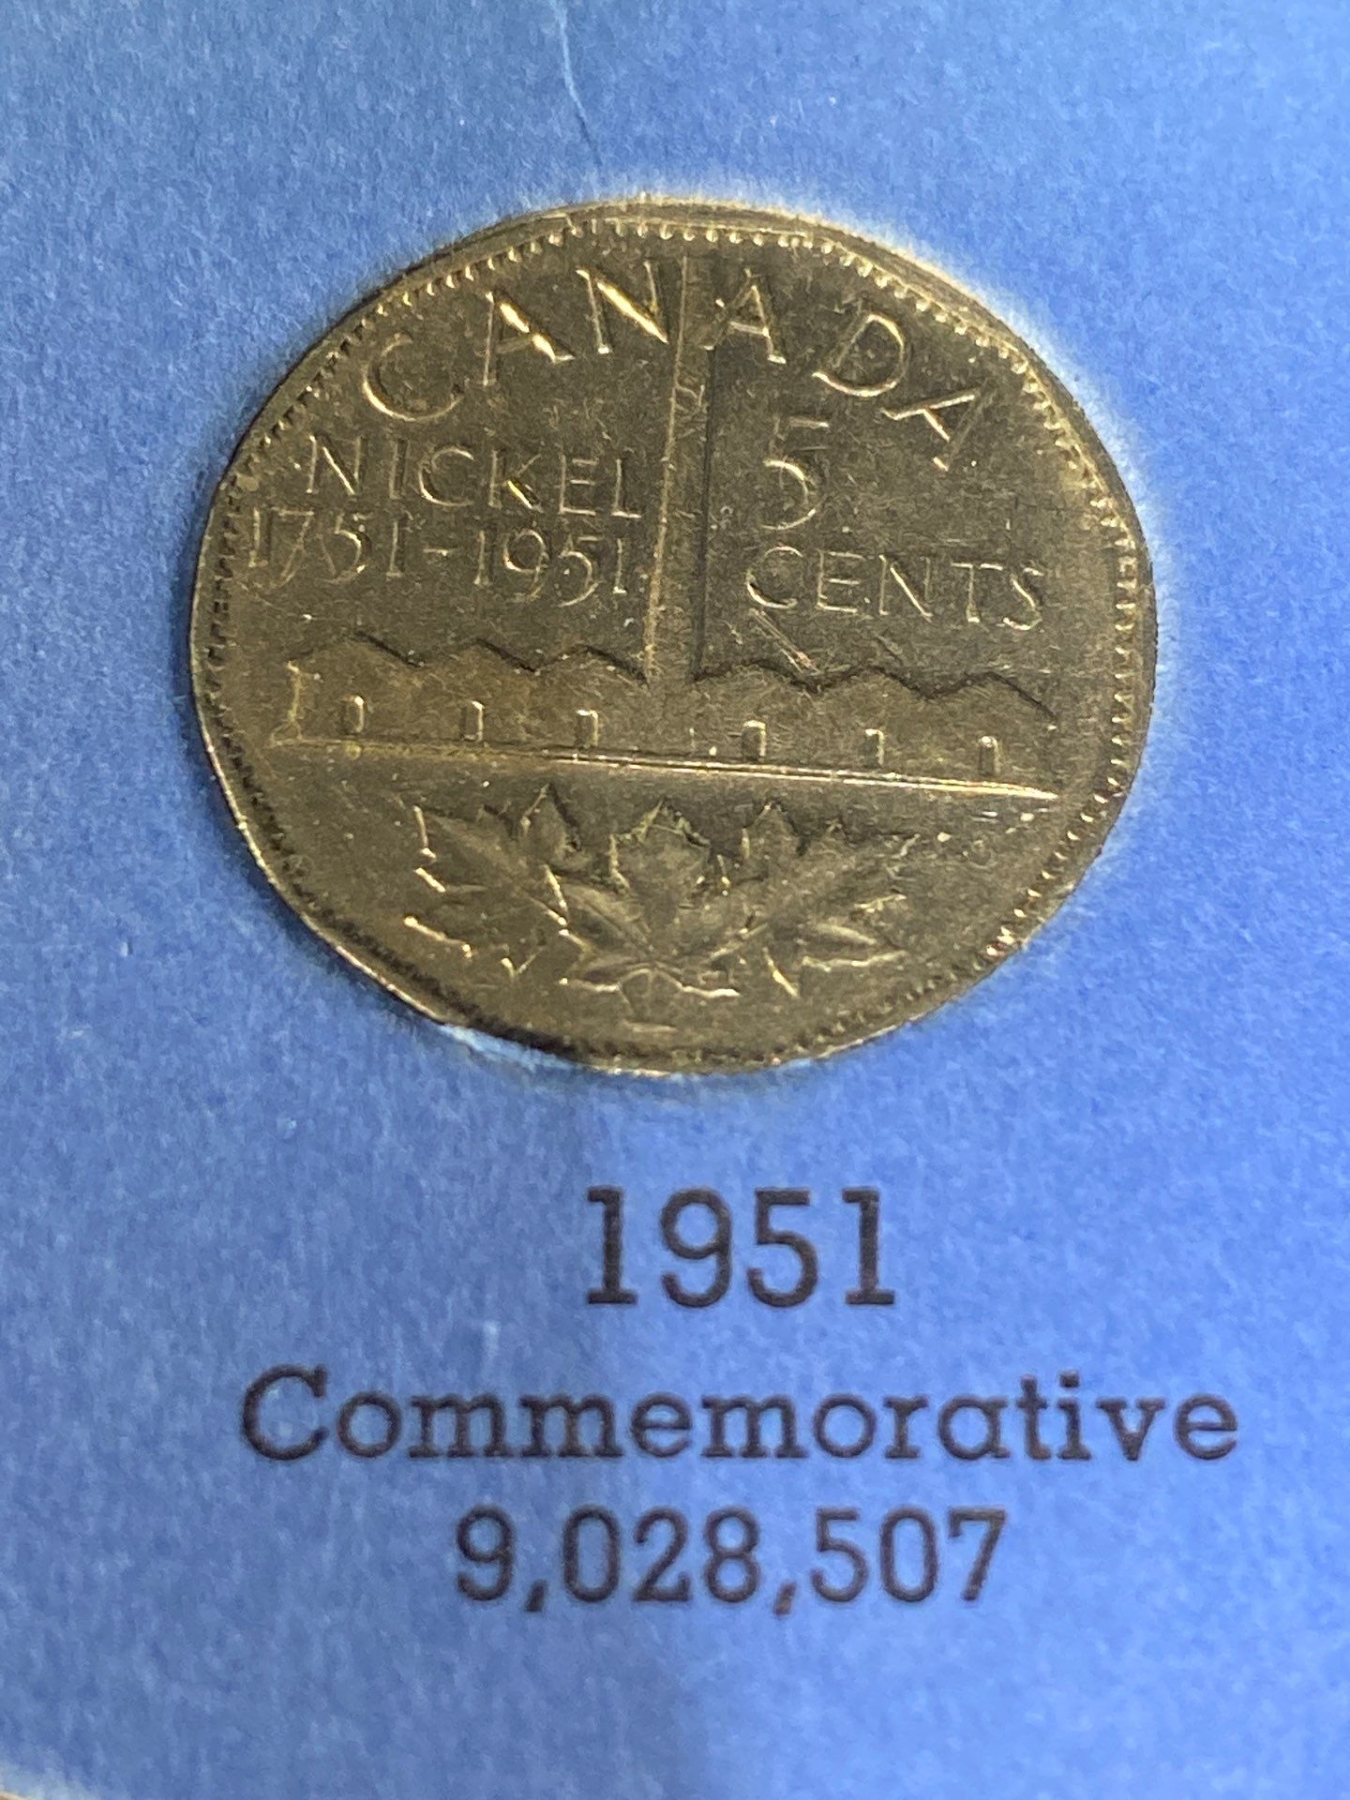 CANADA
NICKEL
1751-1951
5
CENTS
1951
Commemorative
9,028,507